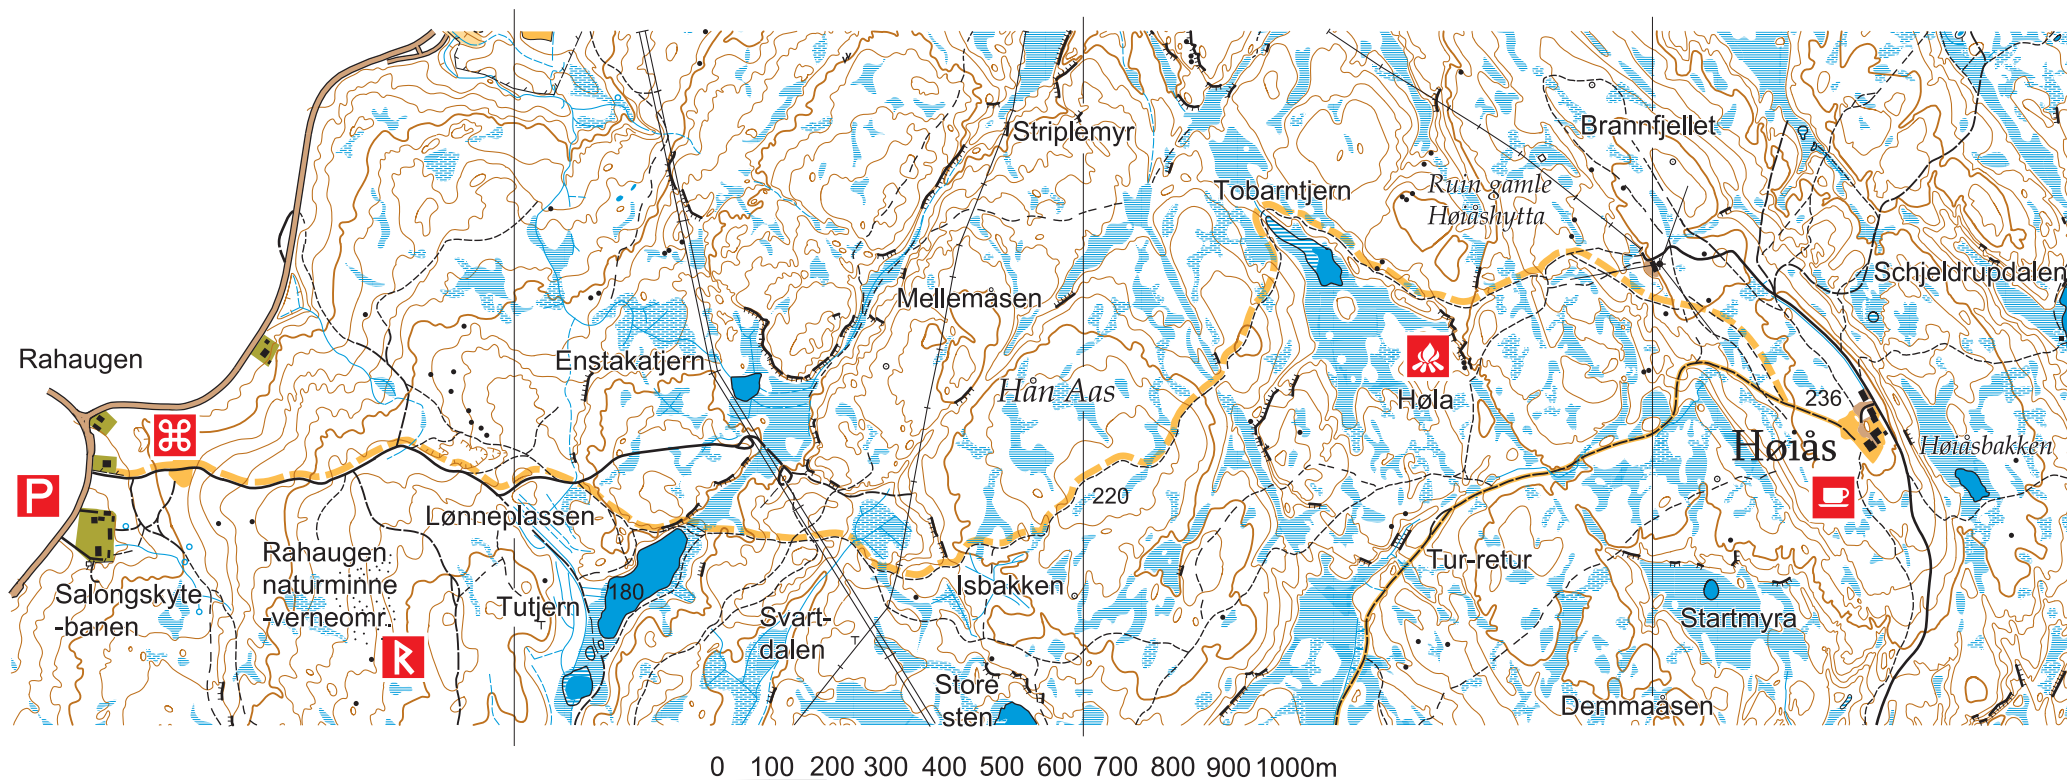 Striplemyr
Brannfjellet
Tobarntjern
Ruin gamle
Høiåshytta
Schjeldrupdalen
Mellemåsen
Rahaugen
Enstakatjern
Hån Aas
Høla
236
Høiås
Høiåsbakken
P
220
Lønneplassen
Rahaugen
naturminne
-verneomr.
Tur-retur
Salongskyte
-banen
Tutjern
180
Isbakken
Svart-
dalen
Startmyra
R
Store
sten
Demmaåsen
0 100 200 300 400 500 600 700 800 900 1000m